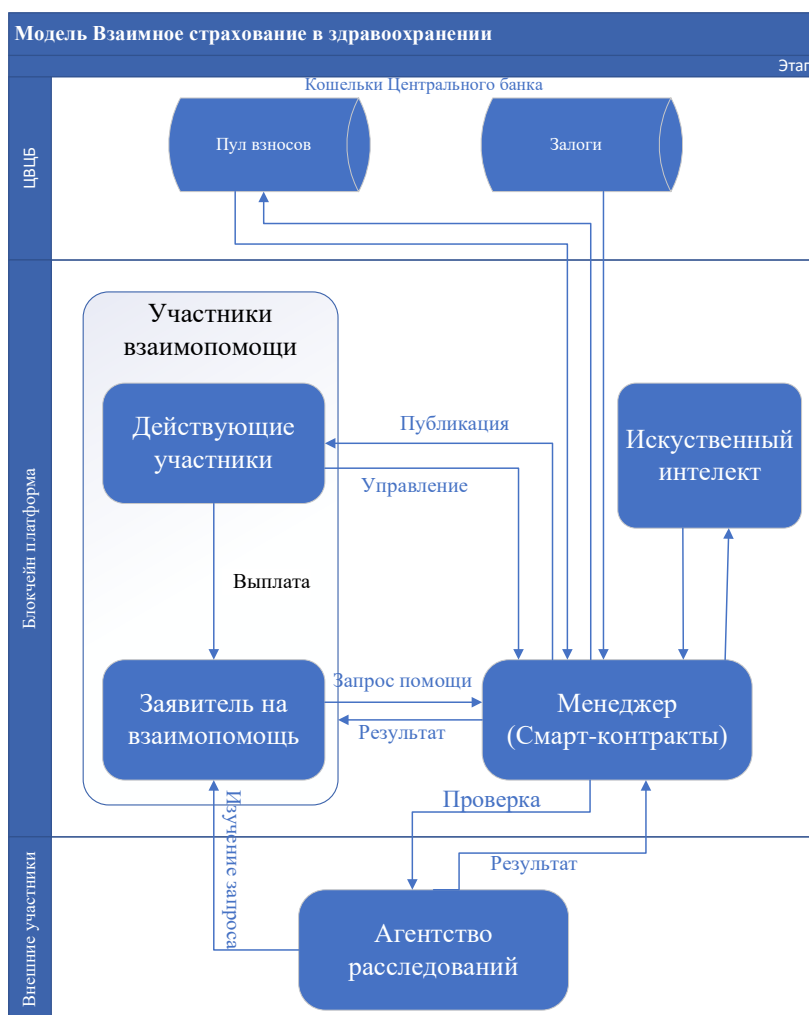 Модель Взаимное страхование в здравоохранении
Этап
ЦВЦБ
Кошельки Центрального банка
Пул взносов
Залоги
Блокчейн платформа
Участники
взаимопомощи
Действующие
участники
Публикация
Управление
Искуственный
интелект
Выплата
Заявитель на
взаимопомощь
Запрос помощи
Результат
Менеджер
(Смарт-контракты)
Проверка
Изучение запроса
Результат
Внешние участники
Агентство
расследований